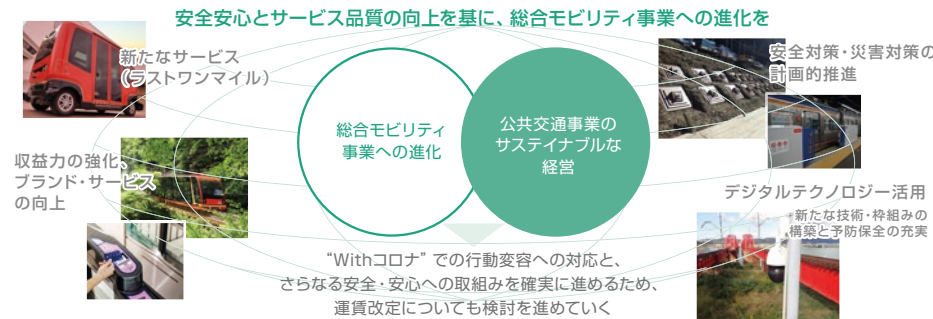 安全安心とサービス品質の向上を基に、総合モビリティ事業への進化を
新たなサービス
（ラストワンマイル）
収益力の強化、
ブランド・サービス
の向上
総合モビリティ
事業への進化
公共交通事業の
サステイナブルな
経営
安全対策・災害対策の
計画的推進
デジタルテクノロジー活用
新たな技術・枠組みの
構築と予防保全の充実
“Withコロナ” での行動変容への対応と、
さらなる安全・安心への取組みを確実に進めるため、
運賃改定についても検討を進めていく